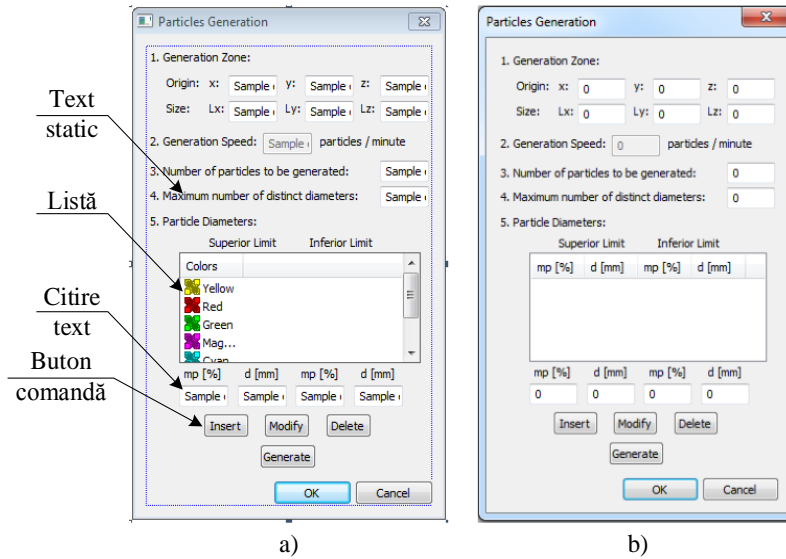 Particles Generation
1. Generation Zone:
Origin: x: Sample y: Sample z: Sample
Size: Lx: Sample Ly: Sample Lz: Sample
2. Generation Speed: Sample particles / minute
3. Number of particles to be generated: Sample
4. Maximum number of distinct diameters: Sample
5. Particle Diameters:
Superior Limit Inferior Limit
Colors
Yellow
Red
Green
Mag...
Cyan
mp [%] d [mm] mp [%] d [mm]
Sample Sample Sample Sample
Insert Modify Delete
Generate
OK Cancel
Text
static
Listă
Citire
text
Buton
comandă
a)
Particles Generation
1. Generation Zone:
Origin: x: 0 y: 0 z: 0
Size: Lx: 0 Ly: 0 Lz: 0
2. Generation Speed: 0 particles / minute
3. Number of particles to be generated: 0
4. Maximum number of distinct diameters: 0
5. Particle Diameters:
Superior Limit Inferior Limit
mp [%] d [mm] mp [%] d [mm]
mp [%] d [mm] mp [%] d [mm]
0 0 0 0
Insert Modify Delete
Generate
OK Cancel
b)